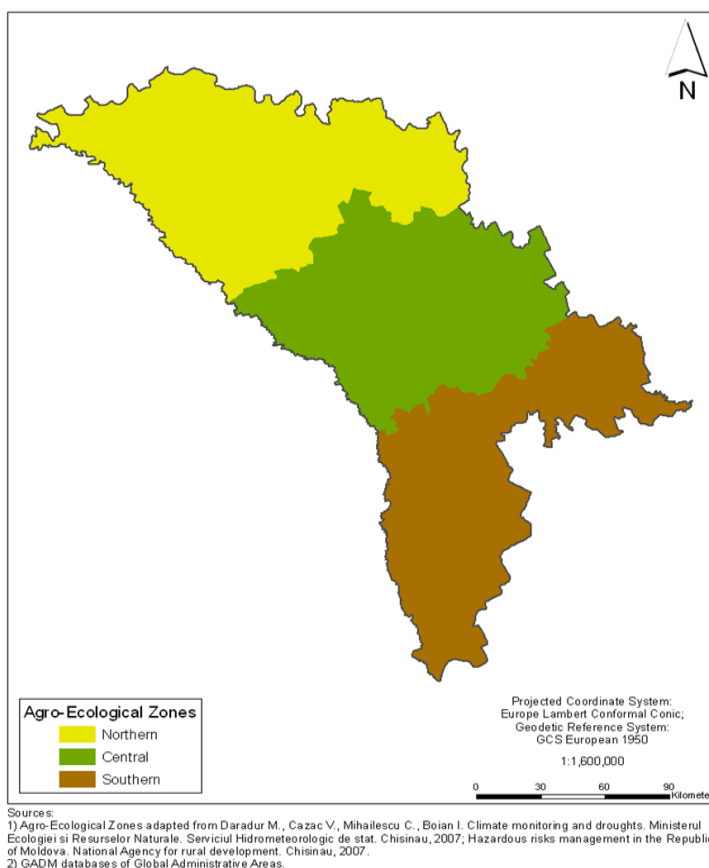 N
Agro-Ecological Zones
Northern
Central
Southern
Projected Coordinate System:
Europe Lambert Conformal Conic;
Geodetic Reference System:
GCS European 1950
1:1,600,000
0 30 60 90
Kilomete
Sources:
1) Agro-Ecological Zones adapted from Daradur M., Cazac V., Mihailescu C., Boian I. Climate monitoring and droughts. Ministerul
Ecologiei si Resurselor Naturale. Serviciul Hidrometeorologic de stat. Chisinau, 2007; Hazardous risks management in the Republic
of Moldova. National Agency for rural development. Chisinau, 2007.
2) GADM databases of Global Administrative Areas.